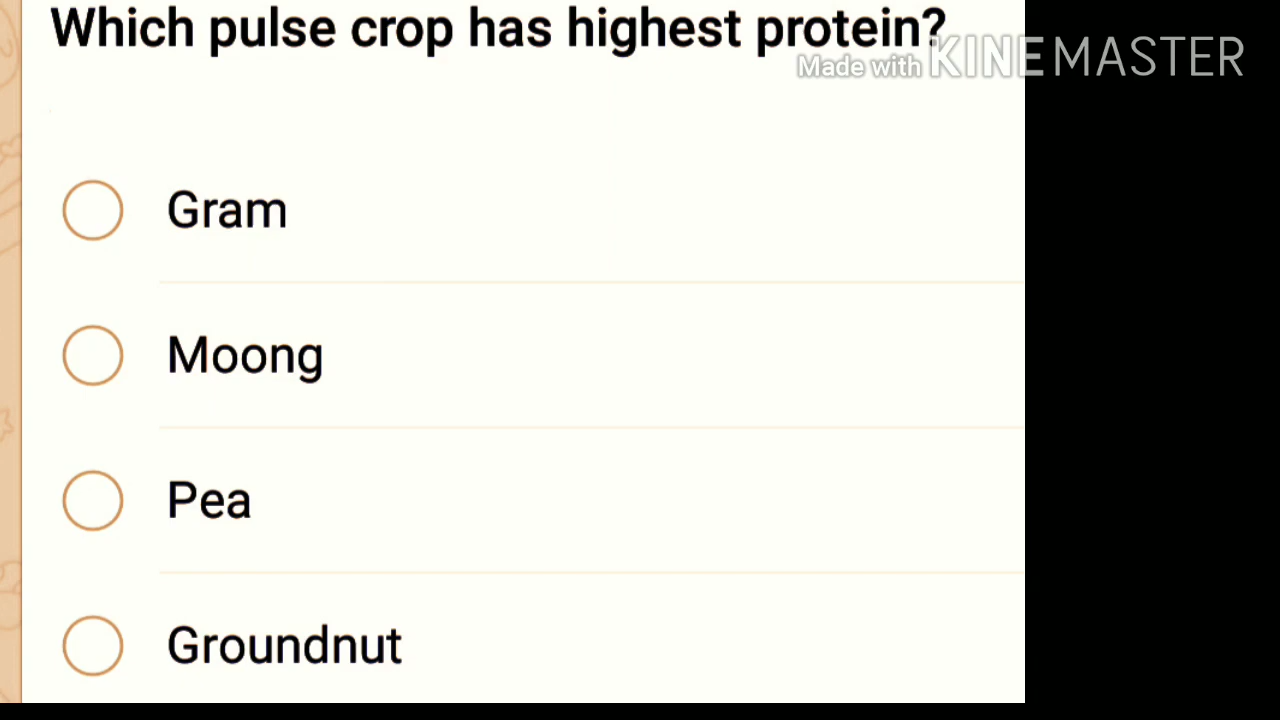 Which pulse crop has highest protein?
Made with KINEMASTER
Gram
Moong
Pea
Groundnut